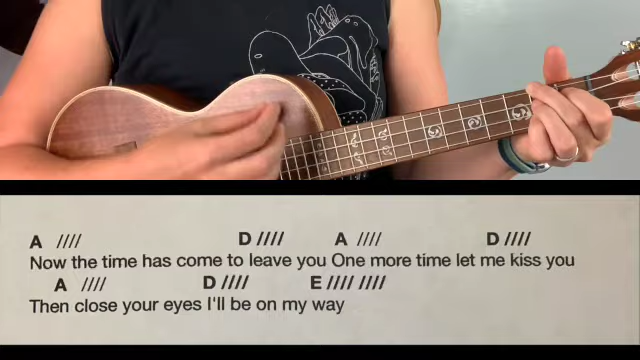 A //// D //// A //// D ////
Now the time has come to leave you One more time let me kiss you
A //// D //// E //// ////
Then close your eyes I'll be on my way